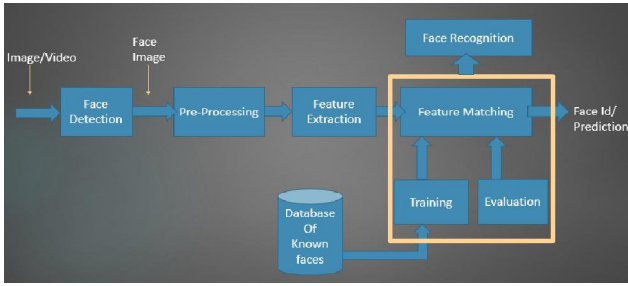 Image/Video
Face
Image
Face Recognition
Face
Detection
Pre-Processing
Feature
Extraction
Feature Matching
Face Id/
Prediction
Training
Evaluation
Database
Of
Known
faces